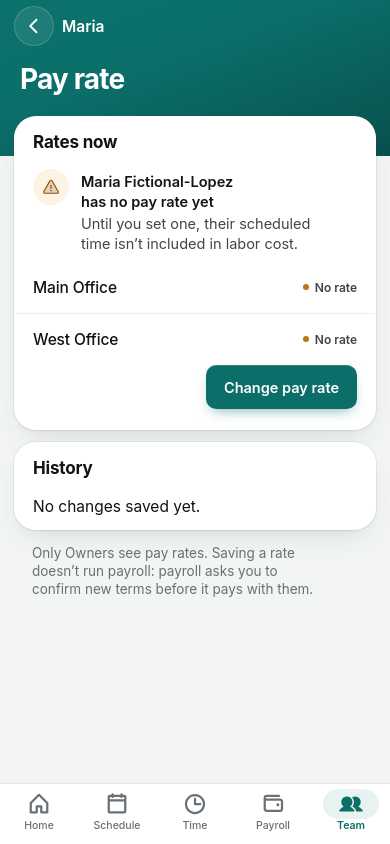 Maria
Pay rate
Rates now
Maria Fictional-Lopez
has no pay rate yet
Until you set one, their scheduled
time isn’t included in labor cost.
Main Office
No rate
West Office
No rate
Change pay rate
History
No changes saved yet.
Only Owners see pay rates. Saving a rate
doesn’t run payroll: payroll asks you to
confirm new terms before it pays with them.
Home
Schedule
Time
Payroll
Team